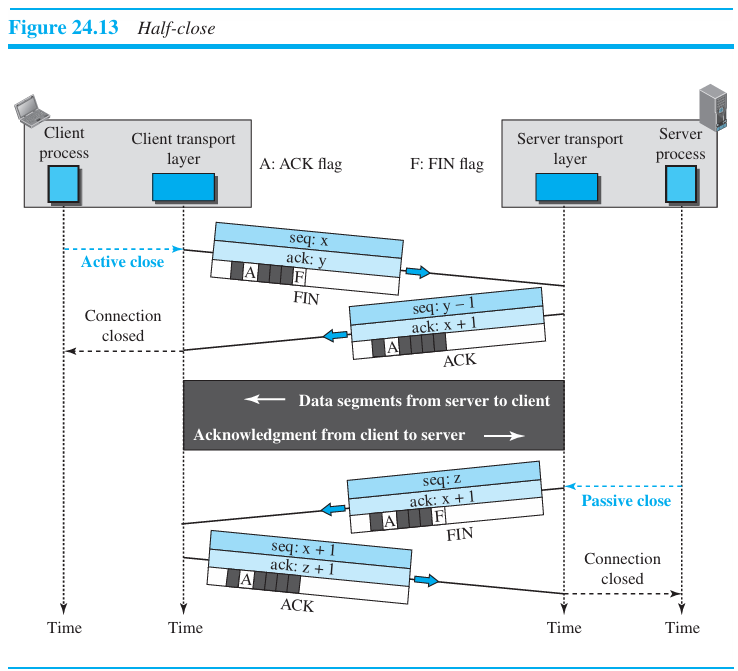 Figure 24.13 Half-close
Client process
Client transport layer
A: ACK flag
F: FIN flag
Server transport layer
Server process
Active close
seq: x
ack: y
A F
FIN
Connection closed
seq: y – 1
ack: x + 1
A
ACK
Data segments from server to client
Acknowledgment from client to server
seq: z
ack: x + 1
A F
FIN
Passive close
seq: x + 1
ack: z + 1
A
ACK
Connection closed
Time
Time
Time
Time